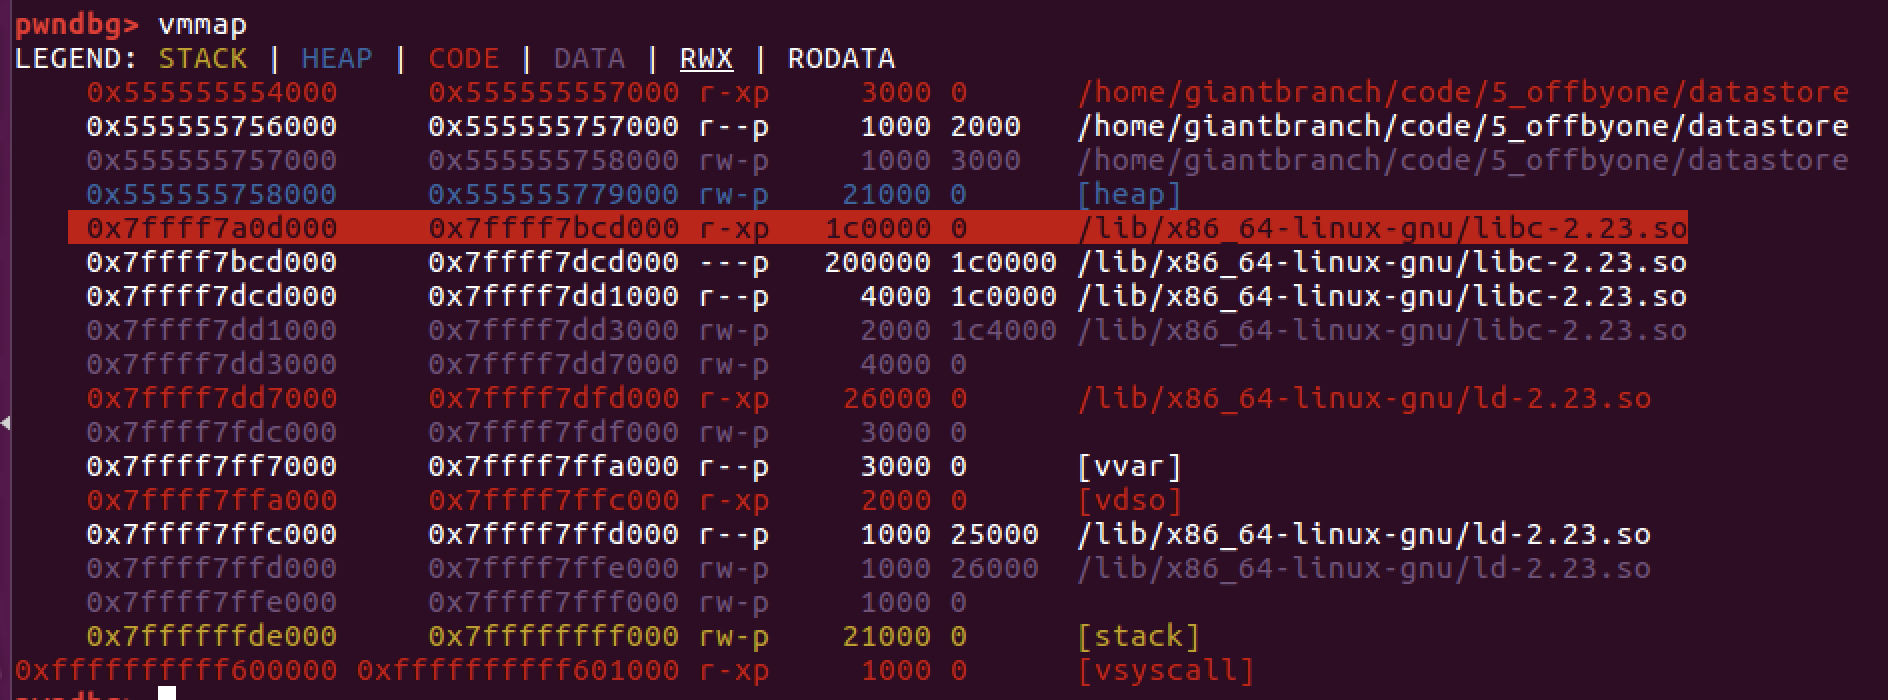 pwndbg> vmmap
LEGEND: STACK | HEAP | CODE | DATA | RWX | RODATA
0x555555554000 0x555555557000 r-xp 3000 0 /home/giantbranch/code/5_offbyone/datastore
0x555555756000 0x555555757000 r--p 1000 2000 /home/giantbranch/code/5_offbyone/datastore
0x555555757000 0x555555758000 rw-p 1000 3000 /home/giantbranch/code/5_offbyone/datastore
0x555555758000 0x555555779000 rw-p 21000 0 [heap]
0x7ffff7a0d000 0x7ffff7bcd000 r-xp 1c0000 0 /lib/x86_64-linux-gnu/libc-2.23.so
0x7ffff7bcd000 0x7ffff7dcd000 ---p 200000 1c0000 /lib/x86_64-linux-gnu/libc-2.23.so
0x7ffff7dcd000 0x7ffff7dd1000 r--p 4000 1c0000 /lib/x86_64-linux-gnu/libc-2.23.so
0x7ffff7dd1000 0x7ffff7dd3000 rw-p 2000 1c4000 /lib/x86_64-linux-gnu/libc-2.23.so
0x7ffff7dd3000 0x7ffff7dd7000 rw-p 4000 0
0x7ffff7dd7000 0x7ffff7dfd000 r-xp 26000 0 /lib/x86_64-linux-gnu/ld-2.23.so
0x7ffff7fdc000 0x7ffff7fdf000 rw-p 3000 0
0x7ffff7ff7000 0x7ffff7ffa000 r--p 3000 0 [vvar]
0x7ffff7ffa000 0x7ffff7ffc000 r-xp 2000 0 [vdso]
0x7ffff7ffc000 0x7ffff7ffd000 r--p 1000 25000 /lib/x86_64-linux-gnu/ld-2.23.so
0x7ffff7ffd000 0x7ffff7ffe000 rw-p 1000 26000 /lib/x86_64-linux-gnu/ld-2.23.so
0x7ffff7ffe000 0x7ffff7fff000 rw-p 1000 0
0x7ffffffde000 0x7ffffffff000 rw-p 21000 0 [stack]
0xffffffffff600000 0xffffffffff601000 r-xp 1000 0 [vsyscall]
pwndbg>